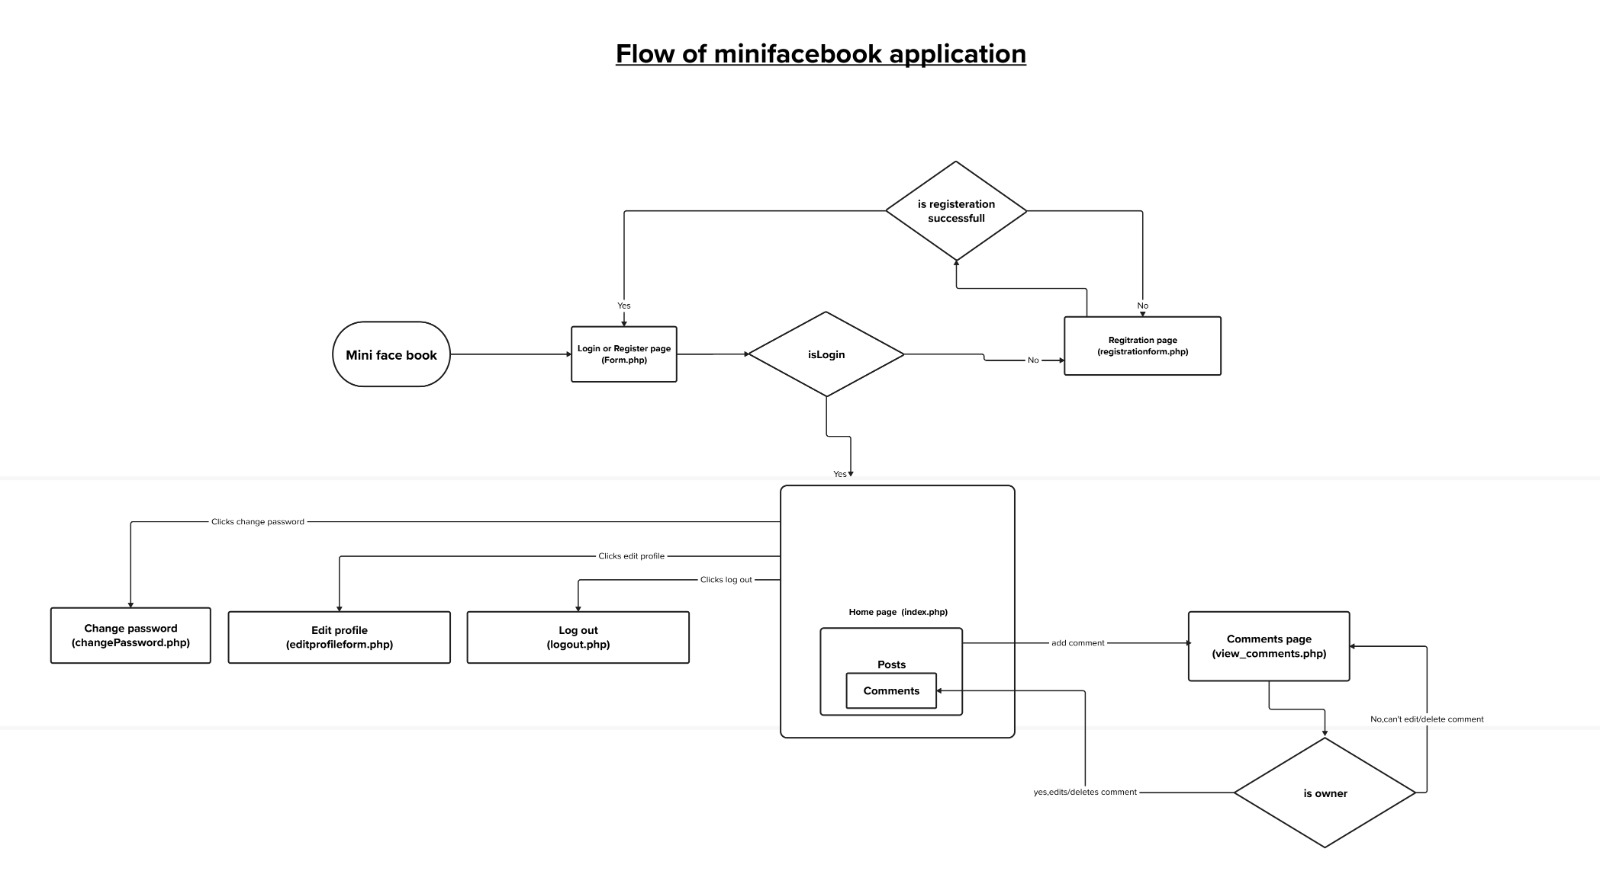 Flow of minifacebook application
is registeration
successfull
Yes
No
Mini face book
Login or Register page
(Form.php)
isLogin
No
Regitration page
(registrationform.php)
Yes
Clicks change password
Clicks edit profile
Clicks log out
Change password
(changePassword.php)
Edit profile
(editprofileform.php)
Log out
(logout.php)
Home page (index.php)
Posts
Comments
add comment
Comments page
(view_comments.php)
No,can't edit/delete comment
yes,edits/deletes comment
is owner